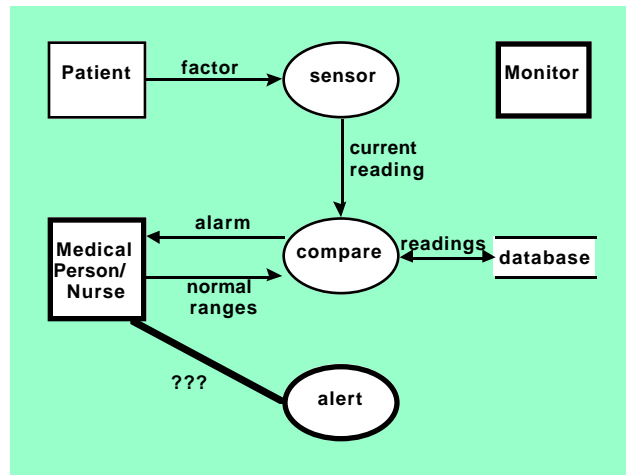 Patient
factor
sensor
Monitor
current
reading
alarm
Medical
Person/
Nurse
compare
readings
database
normal
ranges
???
alert